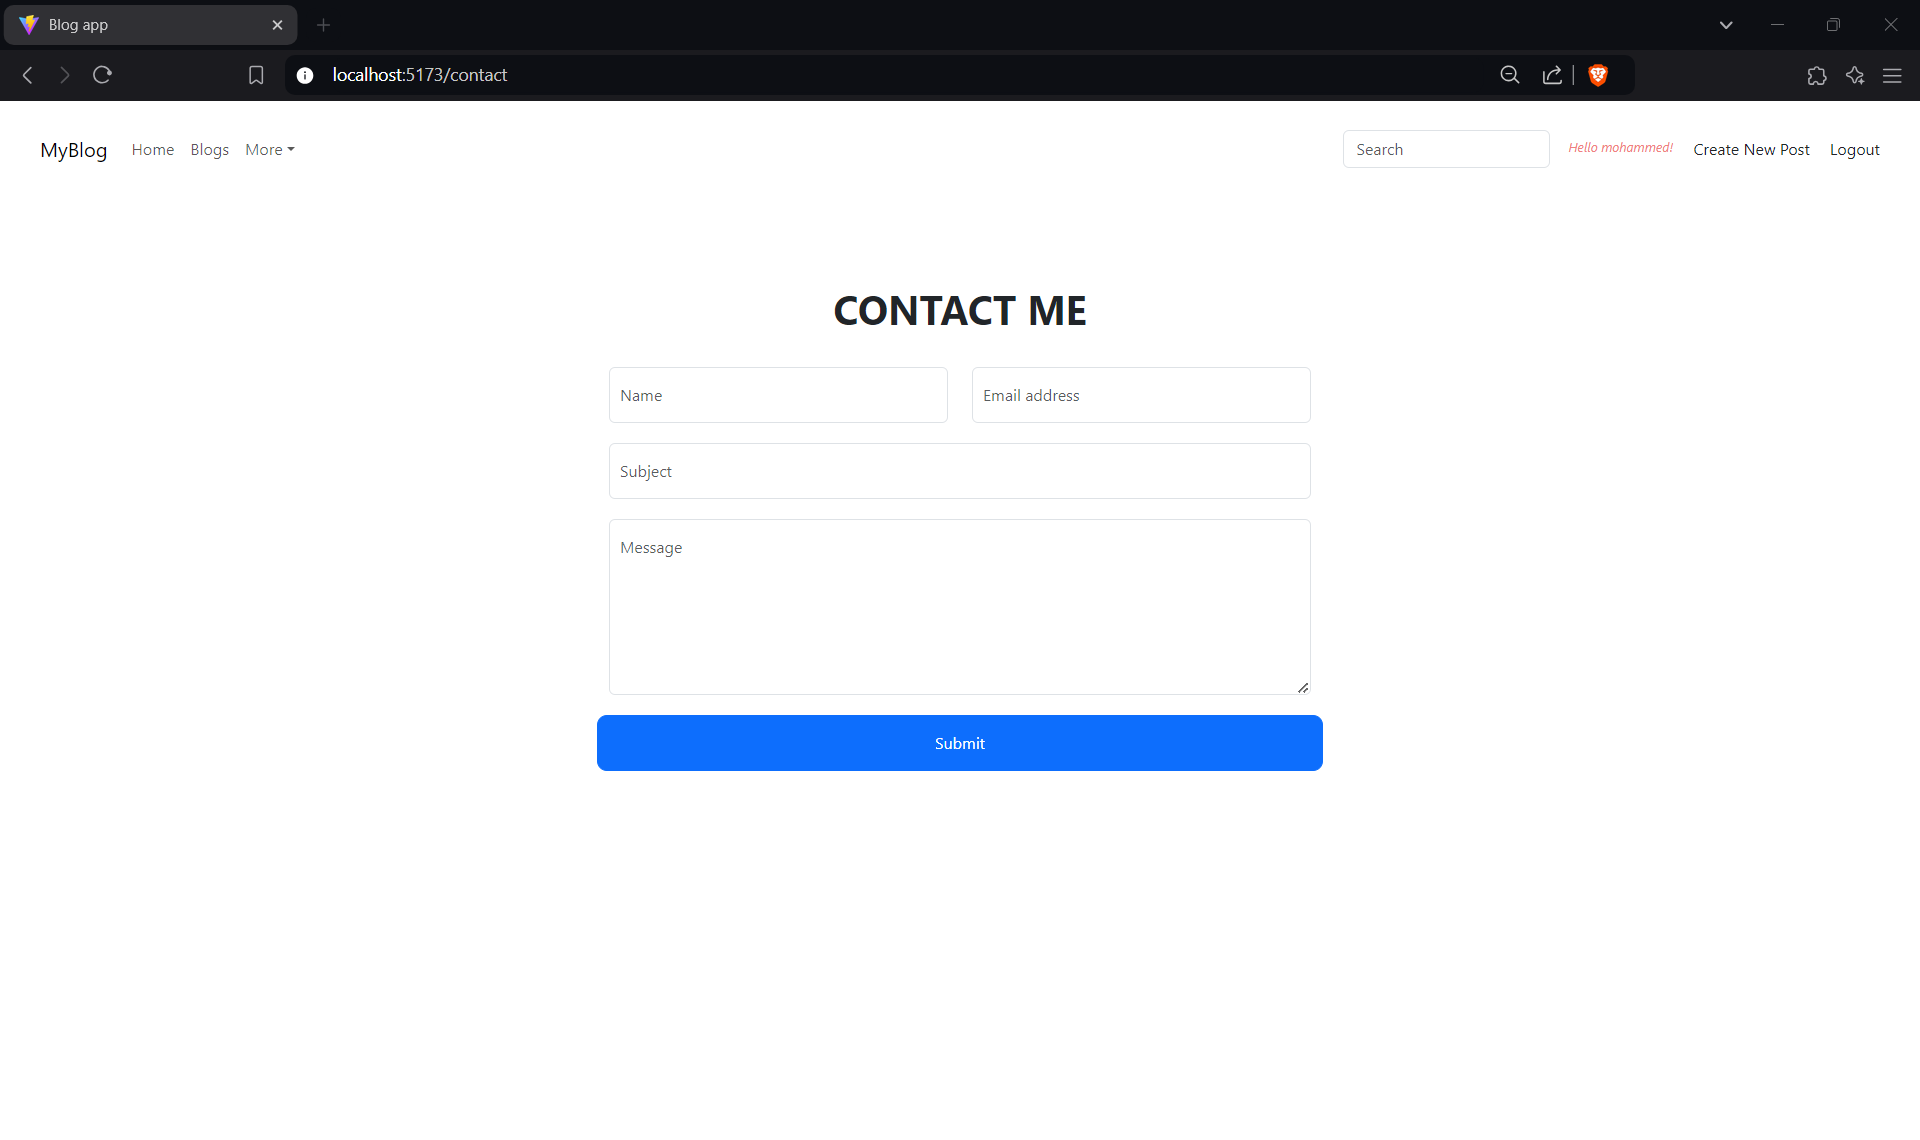 Blog app
localhost:5173/contact
MyBlog Home Blogs More Search Hello mohammed! Create New Post Logout
CONTACT ME
Name Email address
Subject
Message
Submit